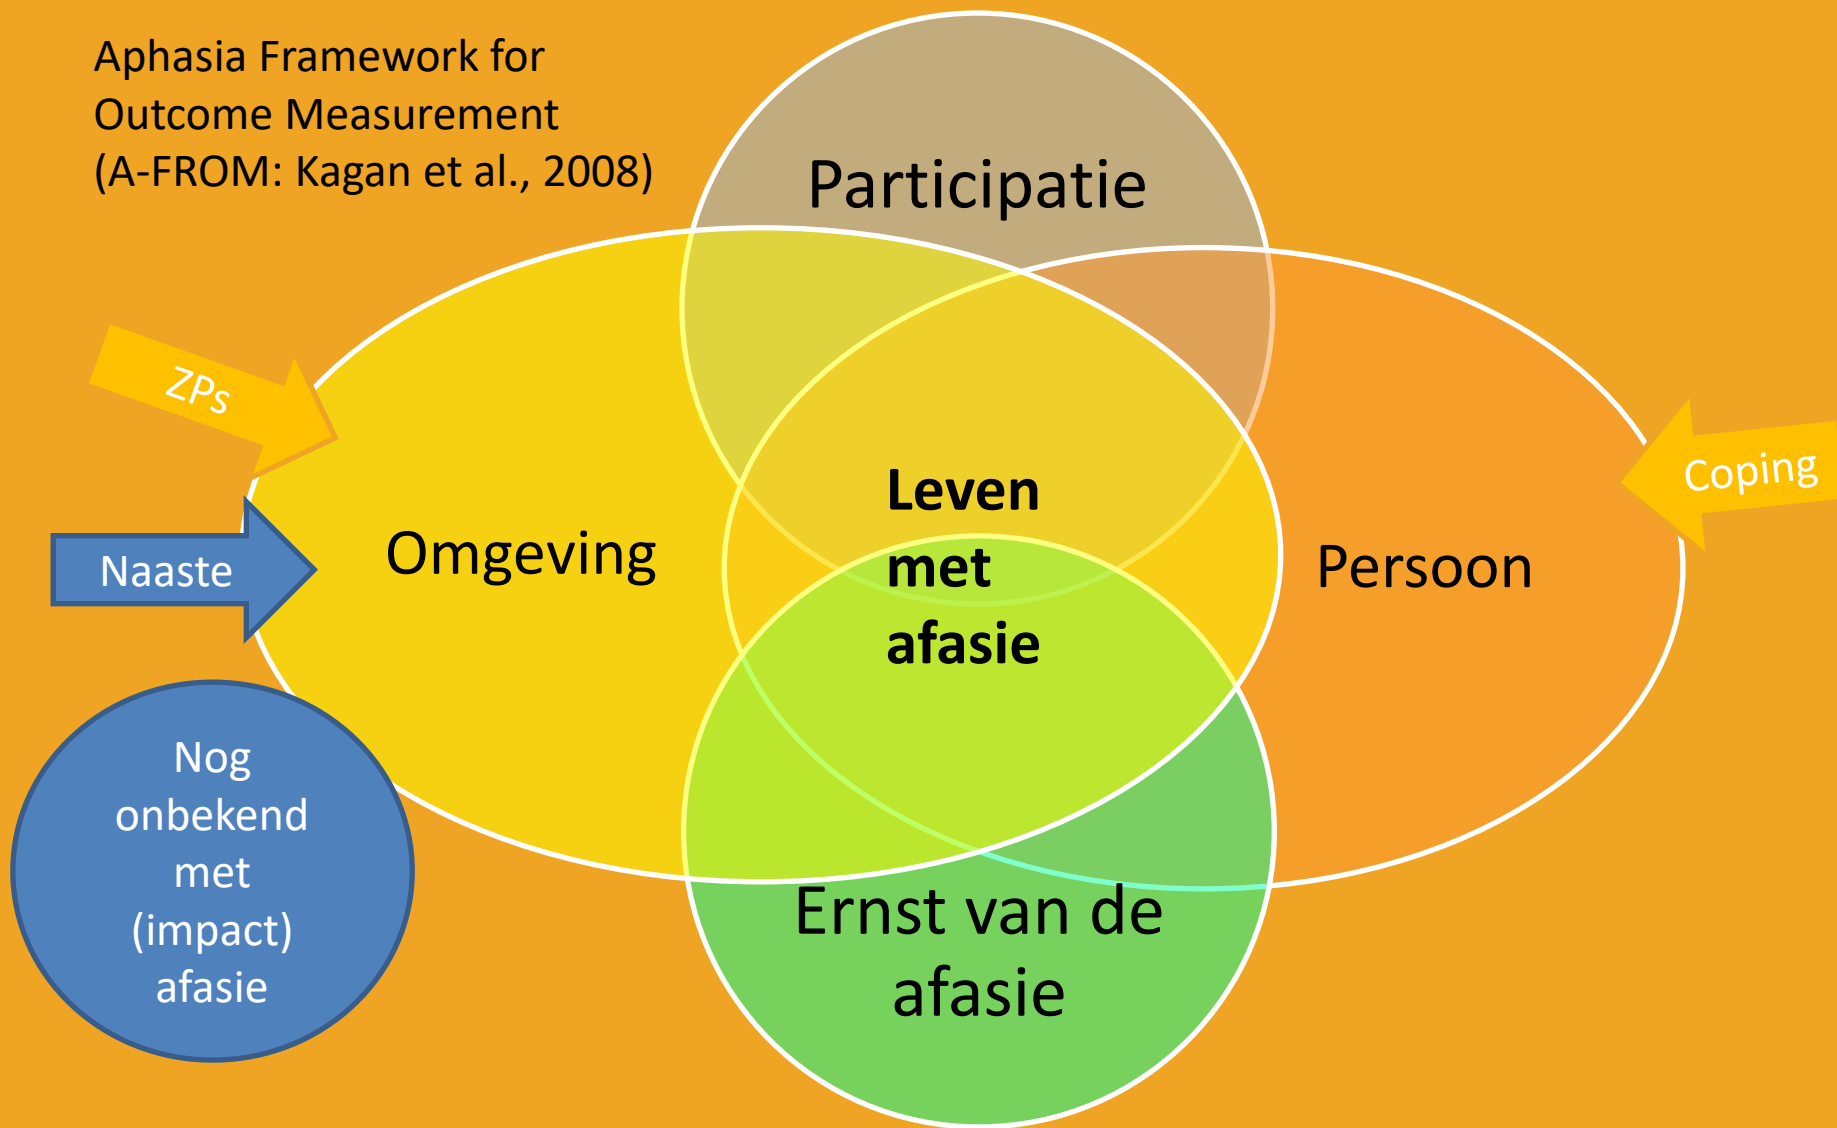 Aphasia Framework for
Outcome Measurement
(A-FROM: Kagan et al., 2008)
Participatie
ZPs
Coping
Naaste
Omgeving
Leven
met
afasie
Persoon
Nog
onbekend
met
(impact)
afasie
Ernst van de
afasie